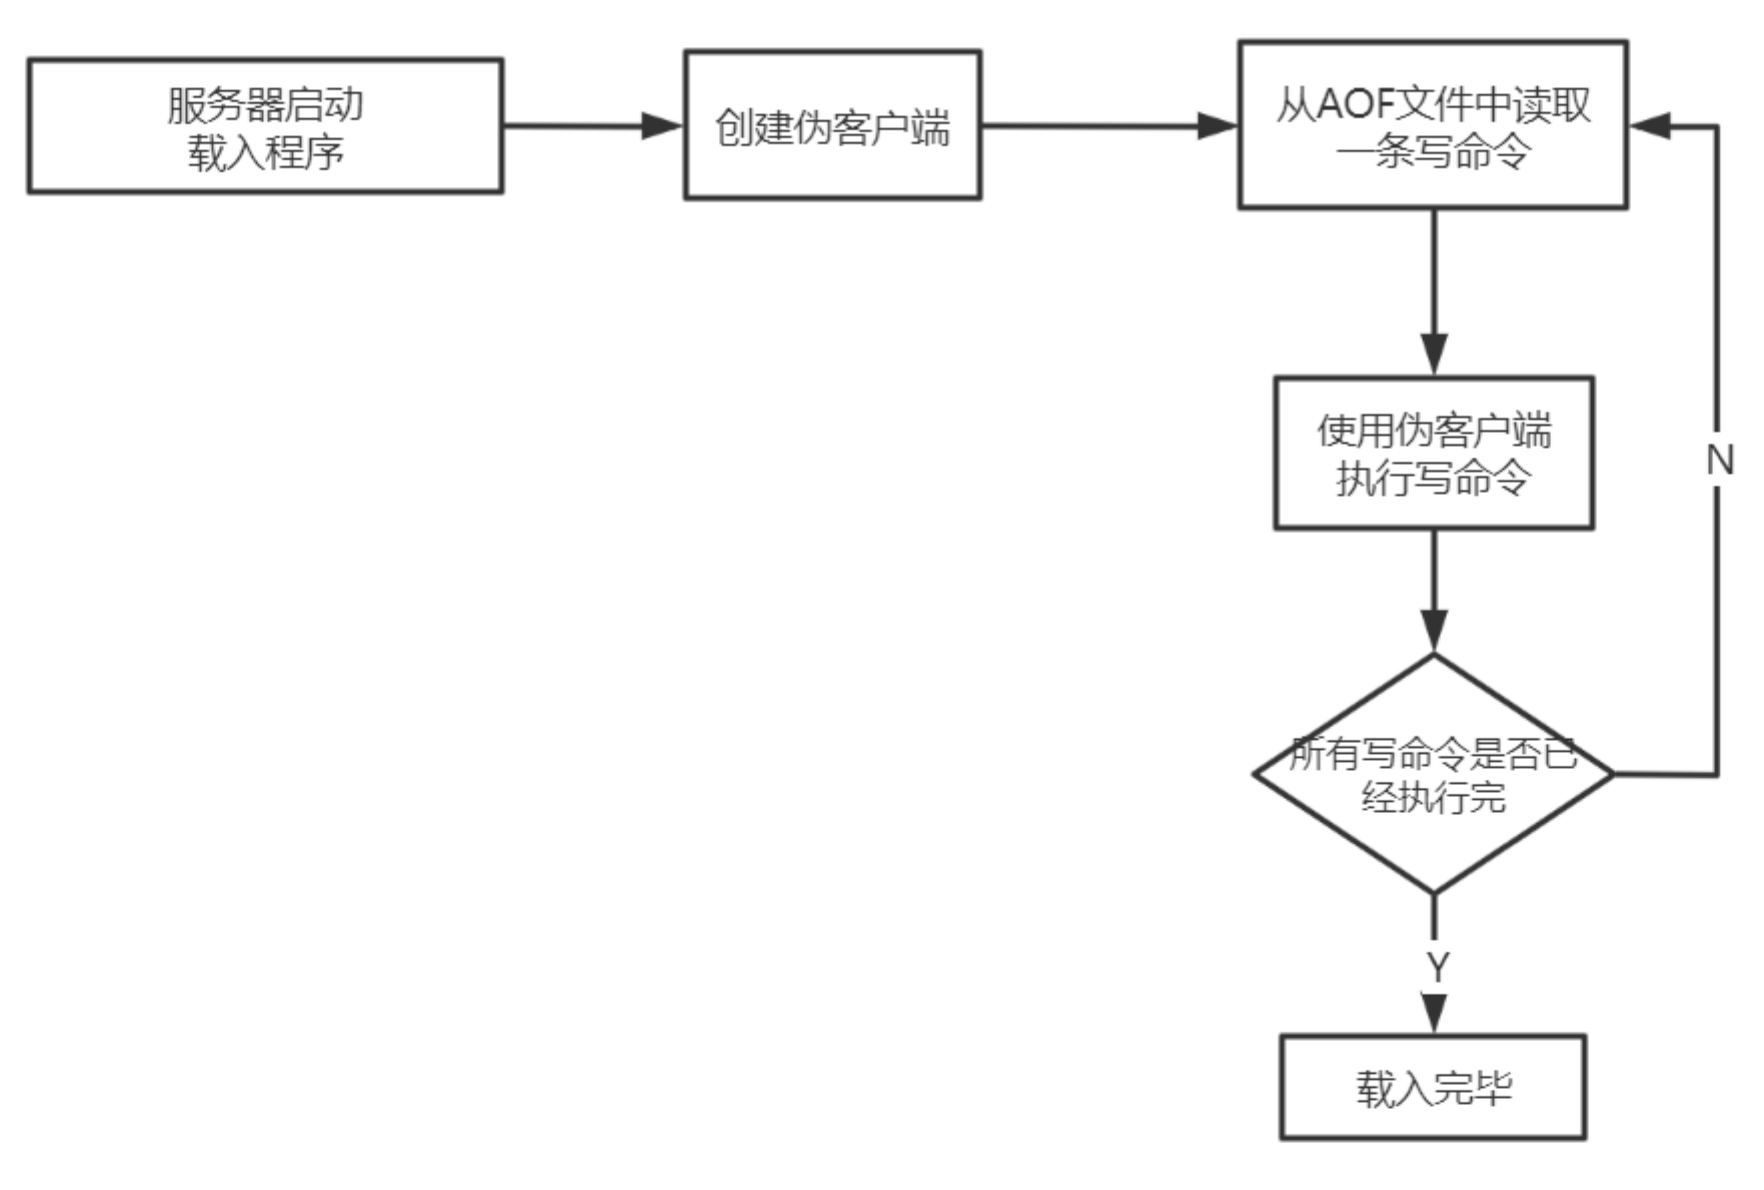 服务器启动
载入程序
创建伪客户端
从AOF文件中读取
一条写命令
使用伪客户端
执行写命令
N
所有写命令是否已
经执行完
Y
载入完毕